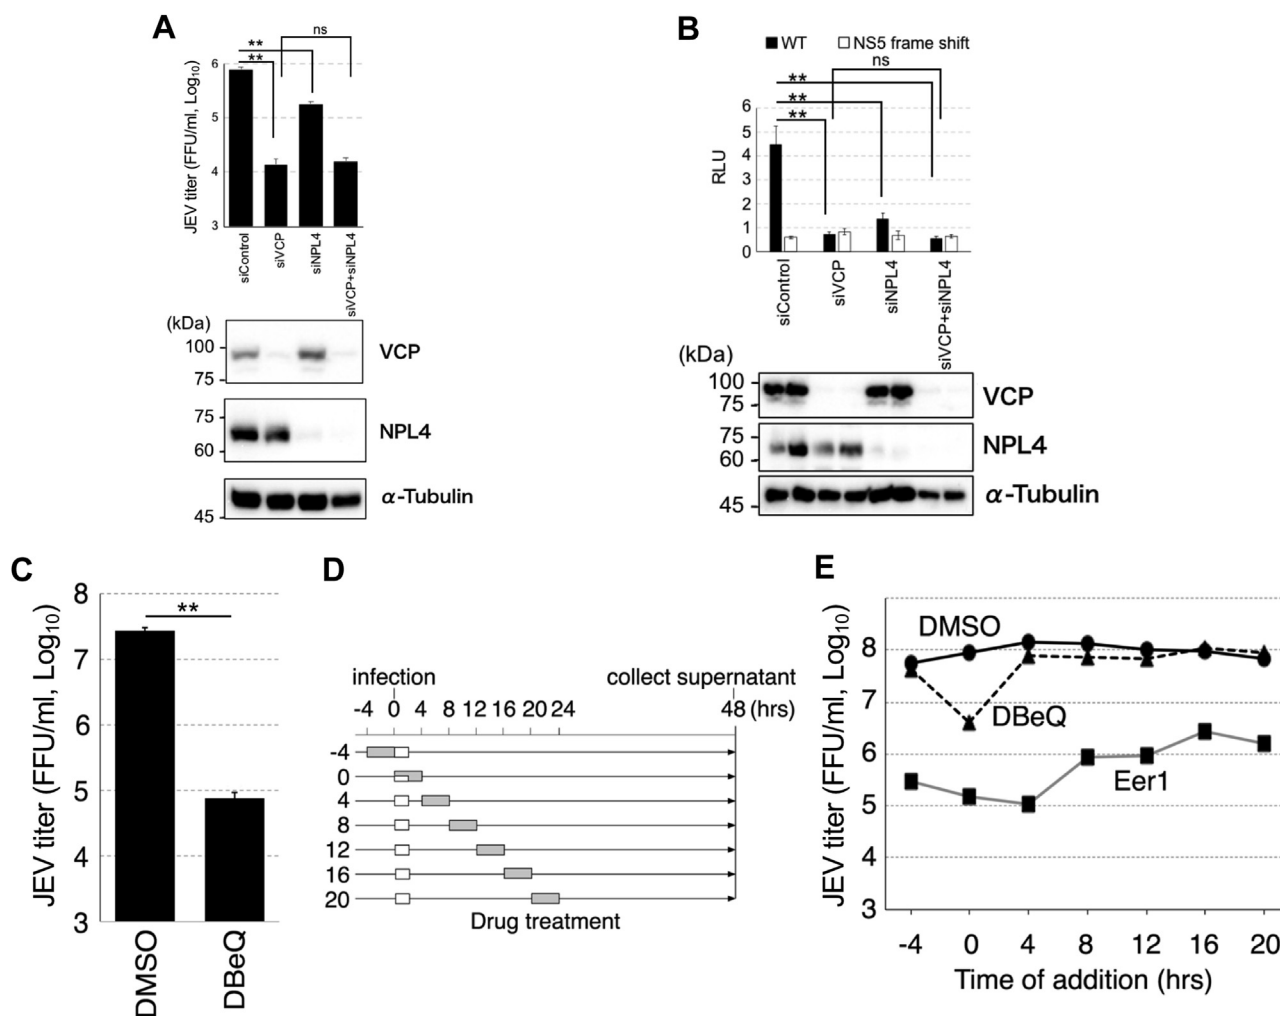 A
ns
**
**
JEV titer (FFU/ml, Log10)
6
5
4
3
siControl
siVCP
siNPL4
siVCP+siNPL4
(kDa)
100
75
VCP
75
60
NPL4
45
α-Tubulin
B
WT
NS5 frame shift
ns
**
**
**
RLU
6
5
4
3
2
1
0
siControl
siVCP
siNPL4
siVCP+siNPL4
(kDa)
100
75
VCP
75
60
NPL4
45
α-Tubulin
C
**
JEV titer (FFU/ml, Log10)
8
7
6
5
4
3
DMSO
DBeQ
D
infection collect supernatant
-4 0 4 8 12 16 20 24 48 (hrs)
-4
0
4
8
12
16
20
Drug treatment
E
JEV titer (FFU/ml, Log10)
8
7
6
5
4
3
DMSO
DBeQ
Eer1
-4 0 4 8 12 16 20
Time of addition (hrs)